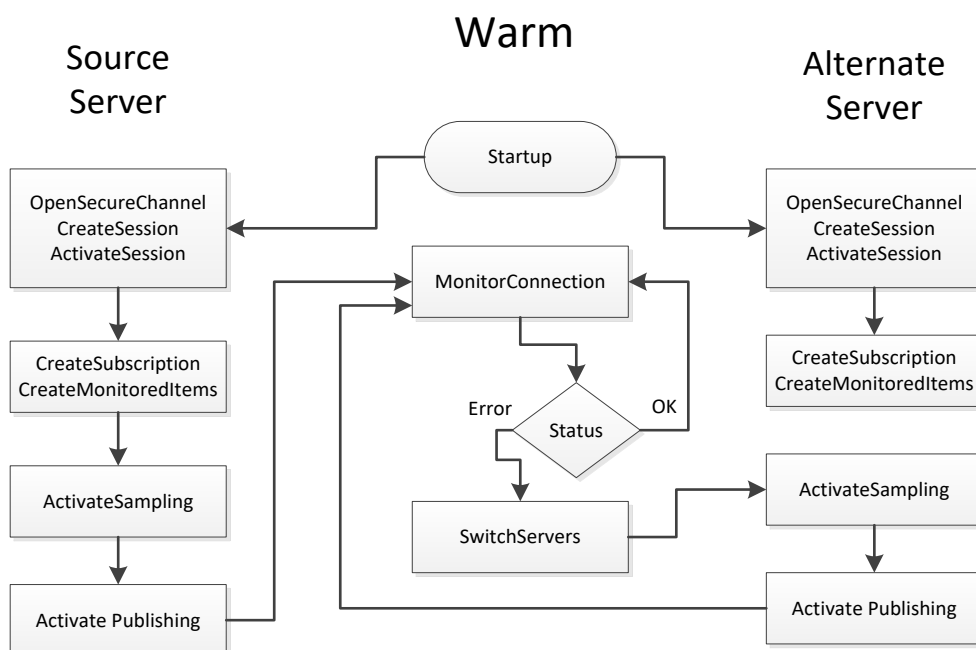 Warm
Source
Server
Alternate
Server
Startup
OpenSecureChannel
CreateSession
ActivateSession
OpenSecureChannel
CreateSession
ActivateSession
MonitorConnection
CreateSubscription
CreateMonitoredItems
CreateSubscription
CreateMonitoredItems
Error
OK
Status
ActivateSampling
ActivateSampling
SwitchServers
Activate Publishing
Activate Publishing